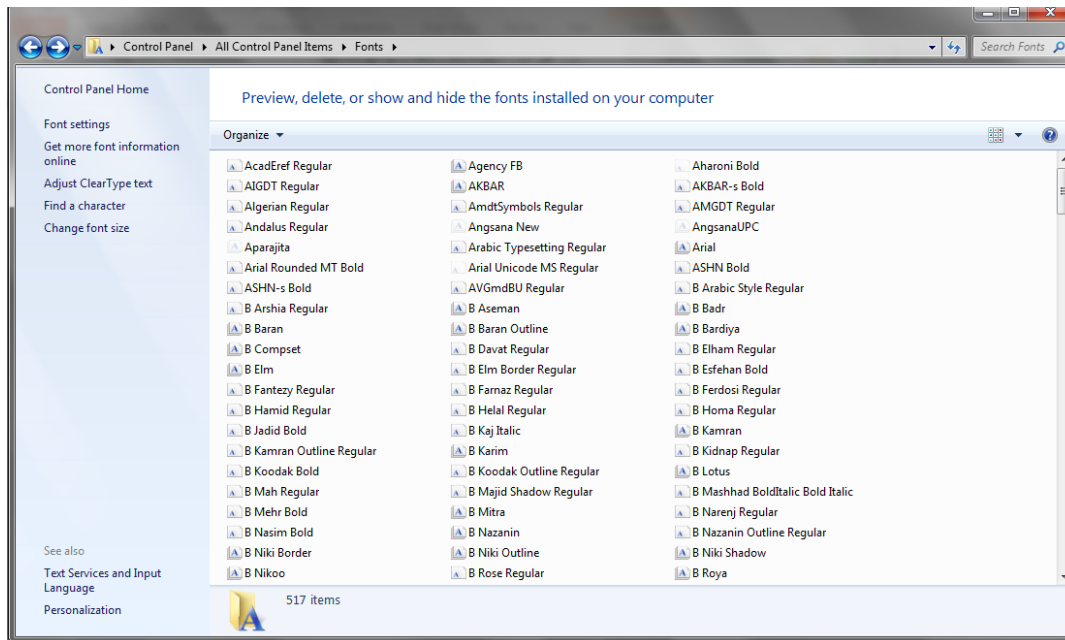 Control Panel ▸ All Control Panel Items ▸ Fonts ▸
Search Fonts
Control Panel Home
Font settings
Get more font information
online
Adjust ClearType text
Find a character
Change font size
See also
Text Services and Input
Language
Personalization
Preview, delete, or show and hide the fonts installed on your computer
Organize
AcadEref Regular Agency FB Aharoni Bold
AIGDT Regular AKBAR AKBAR-s Bold
Algerian Regular AmdtSymbols Regular AMGDT Regular
Andalus Regular Angsana New AngsanaUPC
Aparajita Arabic Typesetting Regular Arial
Arial Rounded MT Bold Arial Unicode MS Regular ASHN Bold
ASHN-s Bold AVGmdBU Regular B Arabic Style Regular
B Arshia Regular B Aseman B Badr
B Baran B Baran Outline B Bardiya
B Compset B Davat Regular B Elham Regular
B Elm B Elm Border Regular B Esfehan Bold
B Fantezy Regular B Farnaz Regular B Ferdosi Regular
B Hamid Regular B Helal Regular B Homa Regular
B Jadid Bold B Kaj Italic B Kamran
B Kamran Outline Regular B Karim B Kidnap Regular
B Koodak Bold B Koodak Outline Regular B Lotus
B Mah Regular B Majid Shadow Regular B Mashhad BoldItalic Bold Italic
B Mehr Bold B Mitra B Narenj Regular
B Nasim Bold B Nazanin B Nazanin Outline Regular
B Niki Border B Niki Outline B Niki Shadow
B Nikoo B Rose Regular B Roya
517 items